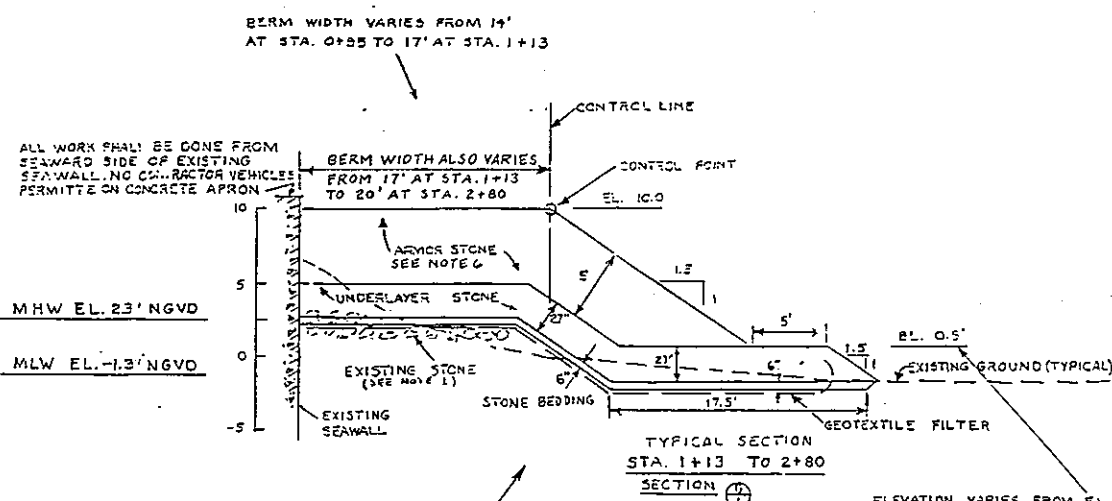 BERM WIDTH VARIES FROM 14'
AT STA. 0+95 TO 17' AT STA. 1+13
CONTROL LINE
ALL WORK SHALL BE DONE FROM
SEAWARD SIDE OF EXISTING
SEAWALL. NO CONTRACTOR VEHICLES
PERMITTE ON CONCRETE APRON
BERM WIDTH ALSO VARIES
FROM 17' AT STA. 1+13
TO 20' AT STA. 2+80
CONTROL POINT
EL. 10.0
10
ARMOR STONE
SEE NOTE 6
5'
1.5
1
5
UNDERLAYER STONE
27"
MHW EL. 2.3' NGVD
5'
EL. 0.5'
1.5
1
0
MLW EL. -1.3' NGVD
EXISTING STONE
(SEE NOTE 1)
21"
6"
EXISTING GROUND (TYPICAL)
6"
STONE BEDDING
17.5'
GEOTEXTILE FILTER
-5
EXISTING
SEAWALL
TYPICAL SECTION
STA. 1+13 TO 2+80
SECTION
ELEVATION VARIES FROM